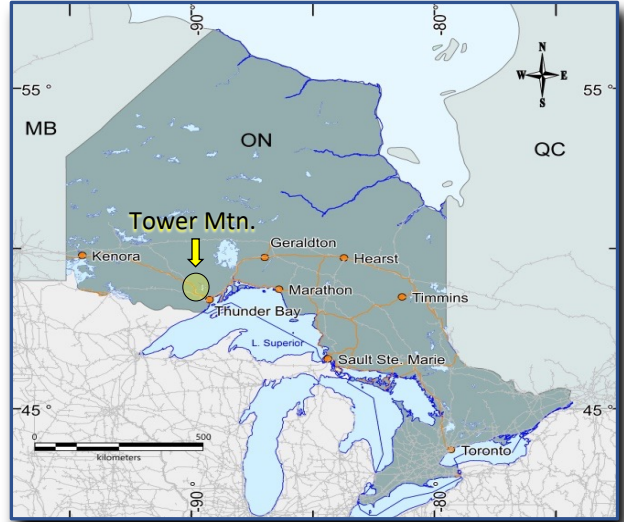 -90°
-80°
N
W E
S
55 °
55 °
MB
ON
QC
Tower Mtn.
Geraldton
Kenora
Hearst
Marathon
Timmins
Thunder Bay
L. Superior
Sault Ste. Marie
45 °
45 °
0 500
kilometers
Toronto
-90°
-80°